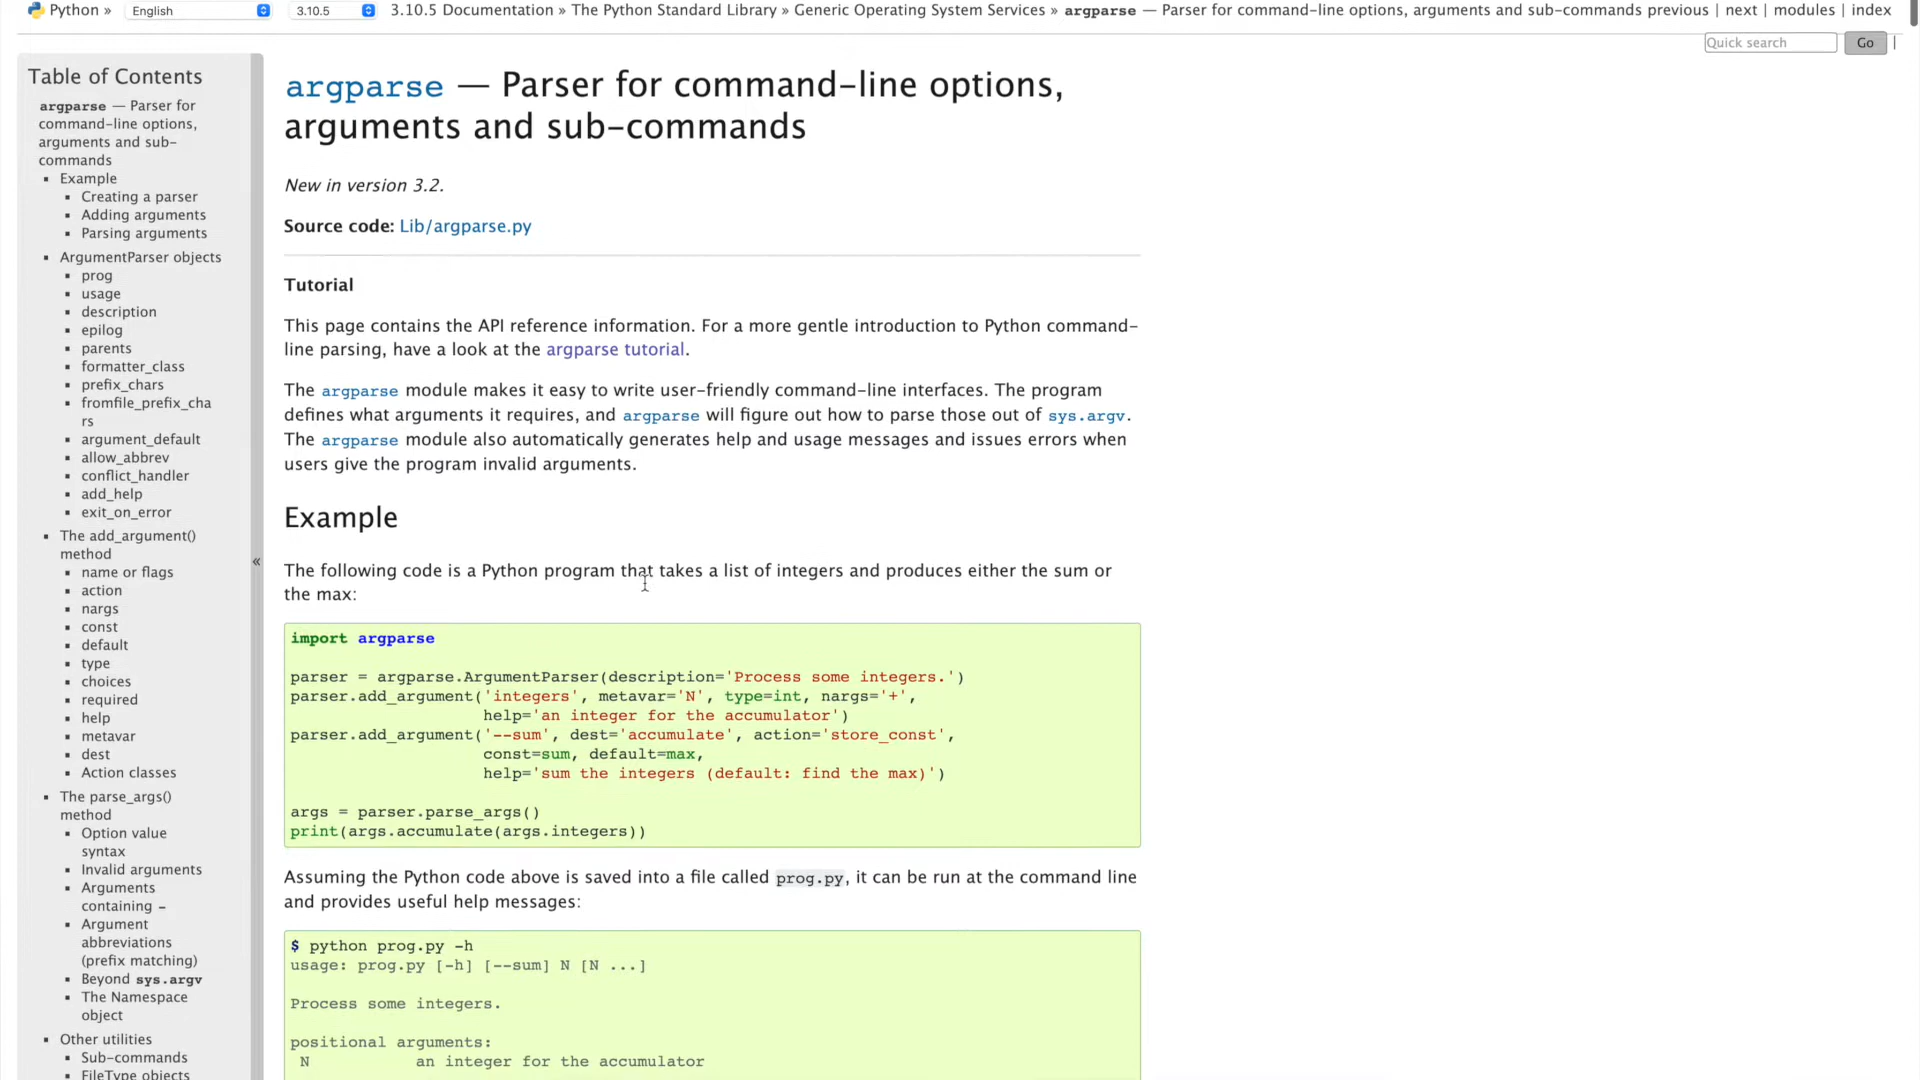 Python » English 3.10.5 3.10.5 Documentation » The Python Standard Library » Generic Operating System Services » argparse — Parser for command-line options, arguments and sub-commands previous | next | modules | index
Quick search Go |
Table of Contents
argparse — Parser for
command-line options,
arguments and sub-
commands
Example
Creating a parser
Adding arguments
Parsing arguments
ArgumentParser objects
prog
usage
description
epilog
parents
formatter_class
prefix_chars
fromfile_prefix_cha
rs
argument_default
allow_abbrev
conflict_handler
add_help
exit_on_error
The add_argument()
method
name or flags
action
nargs
const
default
type
choices
required
help
metavar
dest
Action classes
The parse_args()
method
Option value
syntax
Invalid arguments
Arguments
containing -
Argument
abbreviations
(prefix matching)
Beyond sys.argv
The Namespace
object
Other utilities
Sub-commands
FileType objects
«
argparse — Parser for command-line options,
arguments and sub-commands
New in version 3.2.
Source code: Lib/argparse.py
Tutorial
This page contains the API reference information. For a more gentle introduction to Python command-
line parsing, have a look at the argparse tutorial.
The argparse module makes it easy to write user-friendly command-line interfaces. The program
defines what arguments it requires, and argparse will figure out how to parse those out of sys.argv.
The argparse module also automatically generates help and usage messages and issues errors when
users give the program invalid arguments.
Example
The following code is a Python program that takes a list of integers and produces either the sum or
the max:
import argparse
parser = argparse.ArgumentParser(description='Process some integers.')
parser.add_argument('integers', metavar='N', type=int, nargs='+',
help='an integer for the accumulator')
parser.add_argument('--sum', dest='accumulate', action='store_const',
const=sum, default=max,
help='sum the integers (default: find the max)')
args = parser.parse_args()
print(args.accumulate(args.integers))
Assuming the Python code above is saved into a file called prog.py, it can be run at the command line
and provides useful help messages:
$ python prog.py -h
usage: prog.py [-h] [--sum] N [N ...]
Process some integers.
positional arguments:
N an integer for the accumulator